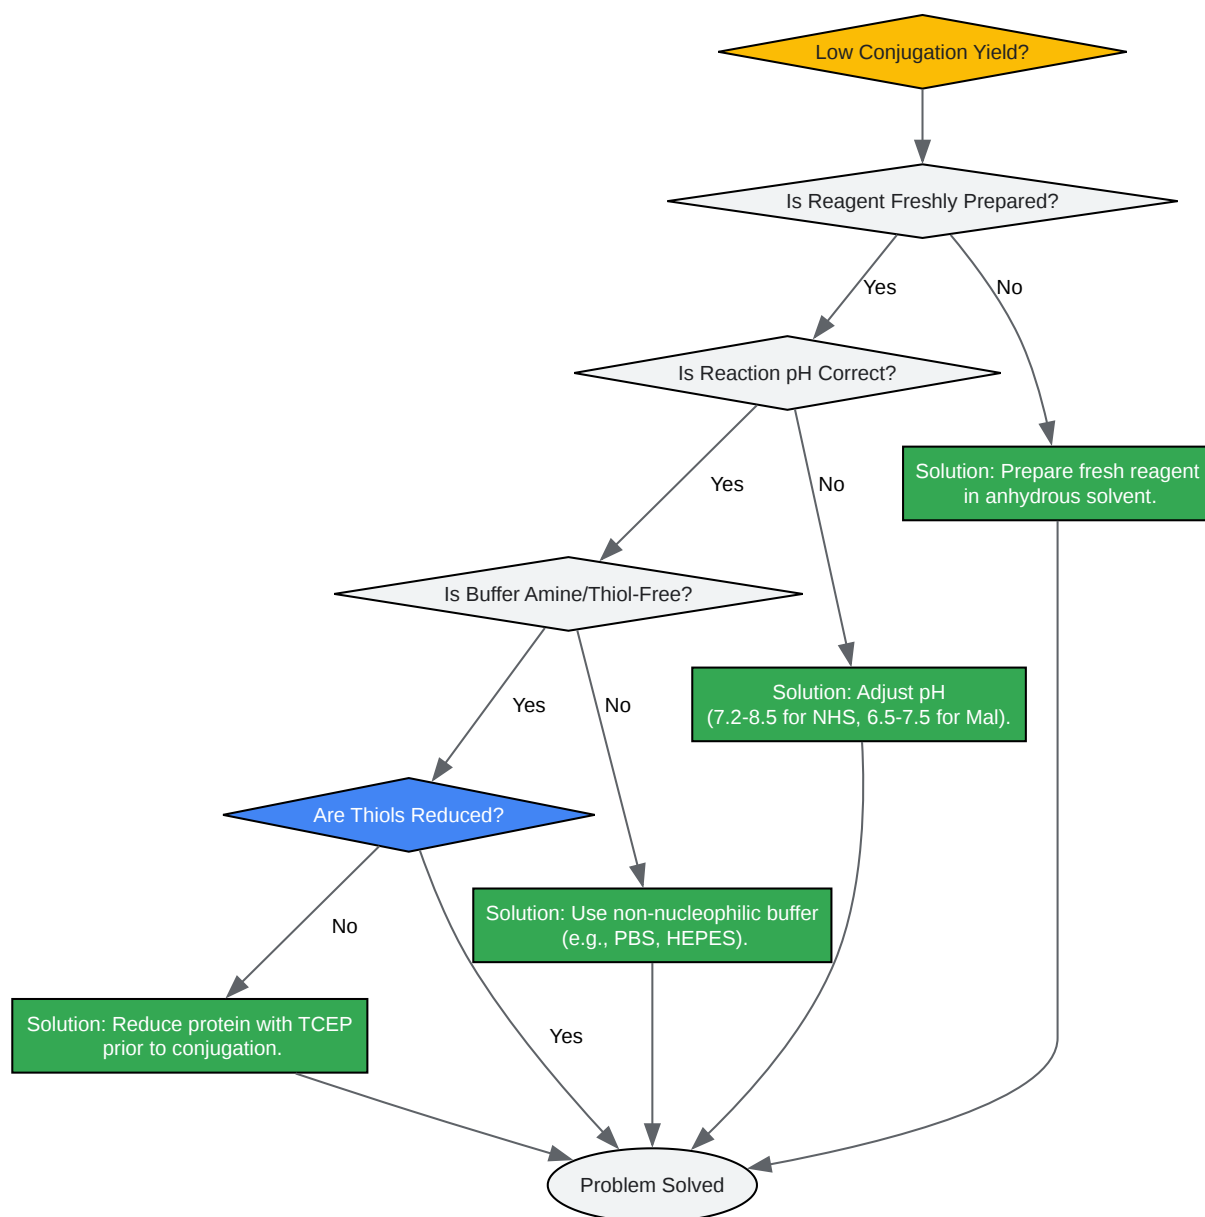 Low Conjugation Yield?
Is Reagent Freshly Prepared?
Yes
No
Is Reaction pH Correct?
Solution: Prepare fresh reagent
in anhydrous solvent.
Yes
No
Is Buffer Amine/Thiol-Free?
Solution: Adjust pH
(7.2-8.5 for NHS, 6.5-7.5 for Mal).
Yes
No
Are Thiols Reduced?
Solution: Use non-nucleophilic buffer
(e.g., PBS, HEPES).
No
Solution: Reduce protein with TCEP
prior to conjugation.
Yes
Problem Solved